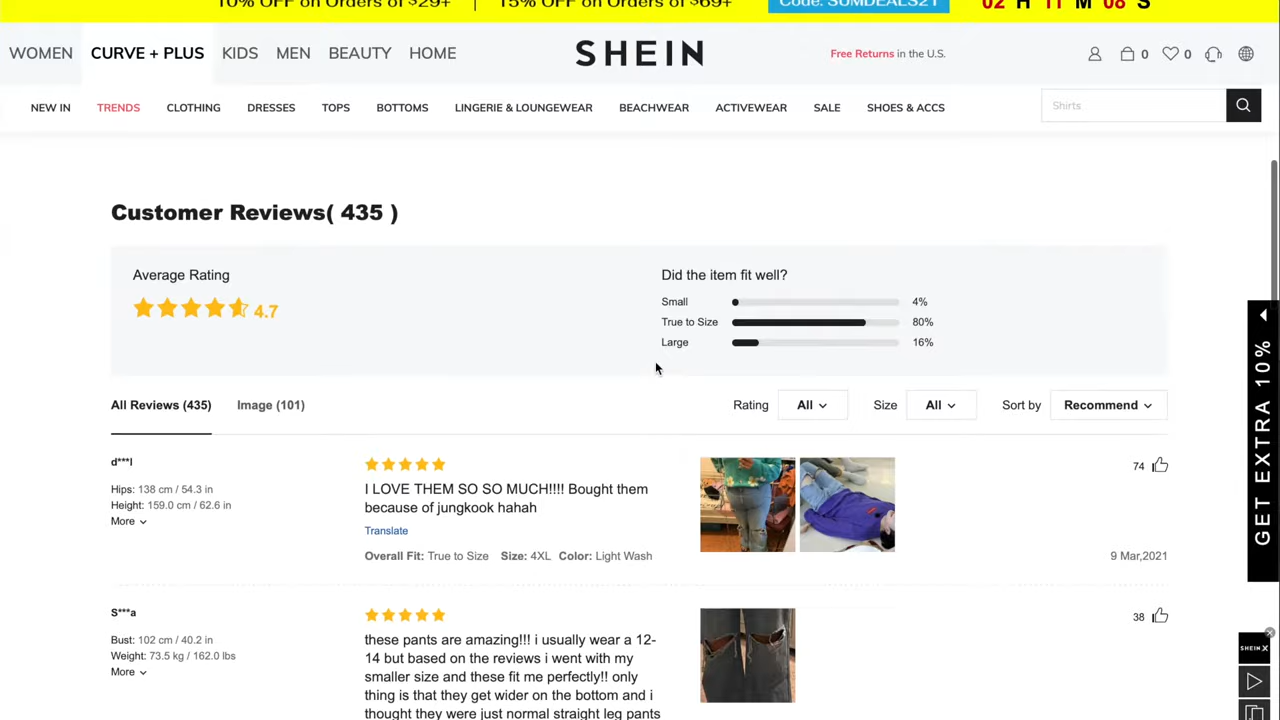 10% OFF on Orders of $29+ | 15% OFF on Orders of $69+ Code: SUMDEALS21 02 H 11 M 08 S
WOMEN CURVE + PLUS KIDS MEN BEAUTY HOME SHEIN Free Returns in the U.S. 0 0
NEW IN TRENDS CLOTHING DRESSES TOPS BOTTOMS LINGERIE & LOUNGEWEAR BEACHWEAR ACTIVEWEAR SALE SHOES & ACCS Shirts
Customer Reviews( 435 )
Average Rating
4.7
Did the item fit well?
Small 4%
True to Size 80%
Large 16%
GET EXTRA 10%
All Reviews (435) Image (101) Rating All Size All Sort by Recommend
d***l
Hips: 138 cm / 54.3 in
Height: 159.0 cm / 62.6 in
More
I LOVE THEM SO SO MUCH!!!! Bought them
because of jungkook hahah
Translate
Overall Fit: True to Size Size: 4XL Color: Light Wash
74
9 Mar,2021
S***a
Bust: 102 cm / 40.2 in
Weight: 73.5 kg / 162.0 lbs
More
these pants are amazing!!! i usually wear a 12-
14 but based on the reviews i went with my
smaller size and these fit me perfectly!! only
thing is that they get wider on the bottom and i
thought they were just normal straight leg pants
38
SHEIN X